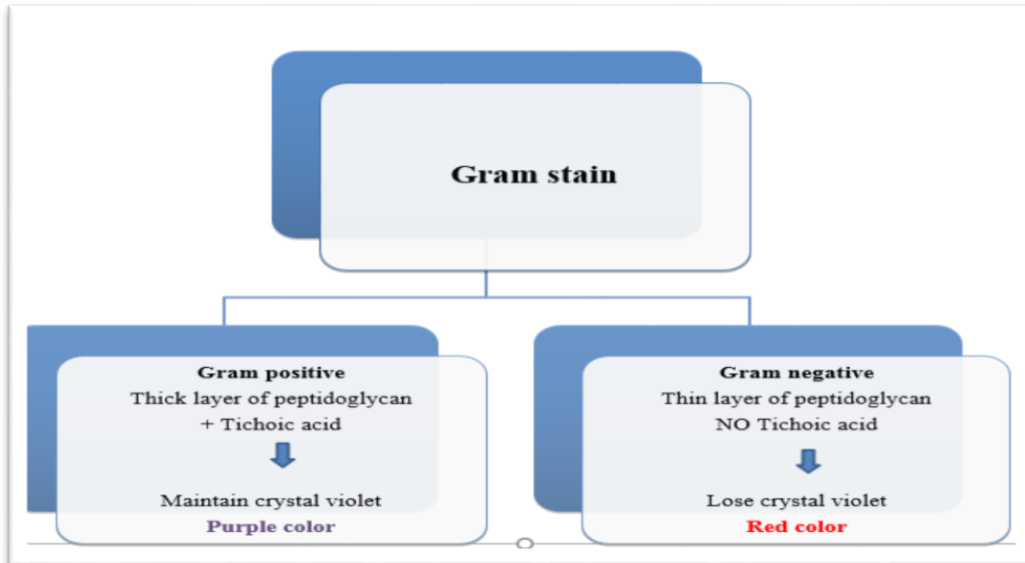 Gram stain
Gram positive
Thick layer of peptidoglycan
+ Tichoic acid
Maintain crystal violet
Purple color
Gram negative
Thin layer of peptidoglycan
NO Tichoic acid
Lose crystal violet
Red color